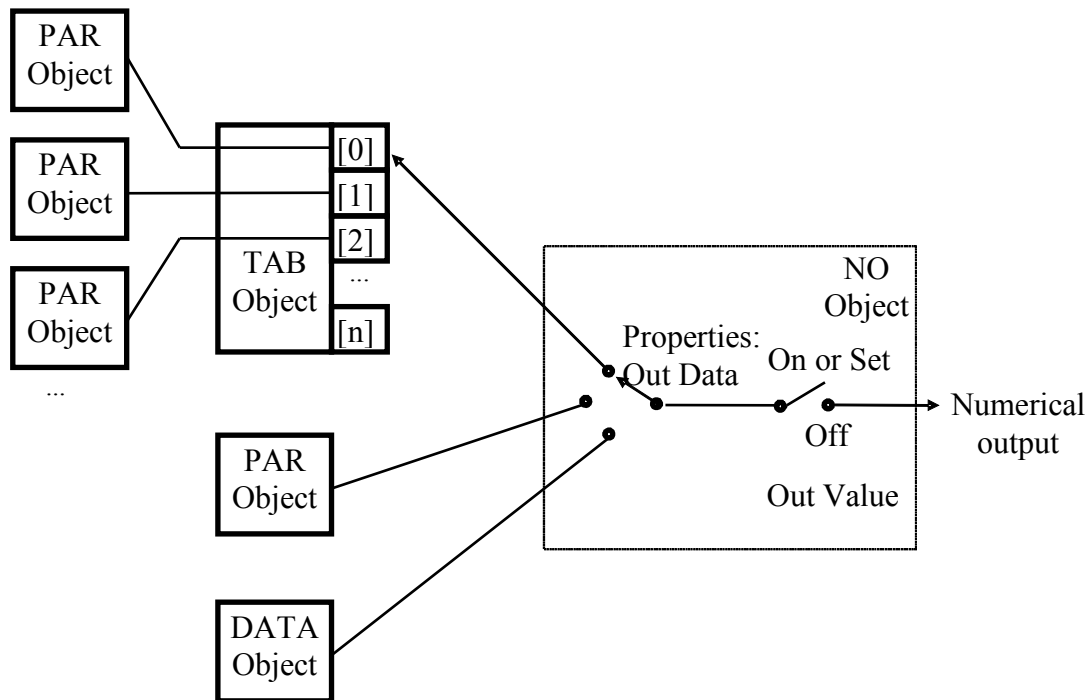 PAR
Object
PAR
Object
PAR
Object
...
[0]
[1]
[2]
...
[n]
TAB
Object
NO
Object
Properties:
Out Data
On or Set
Off
Out Value
Numerical
output
PAR
Object
DATA
Object